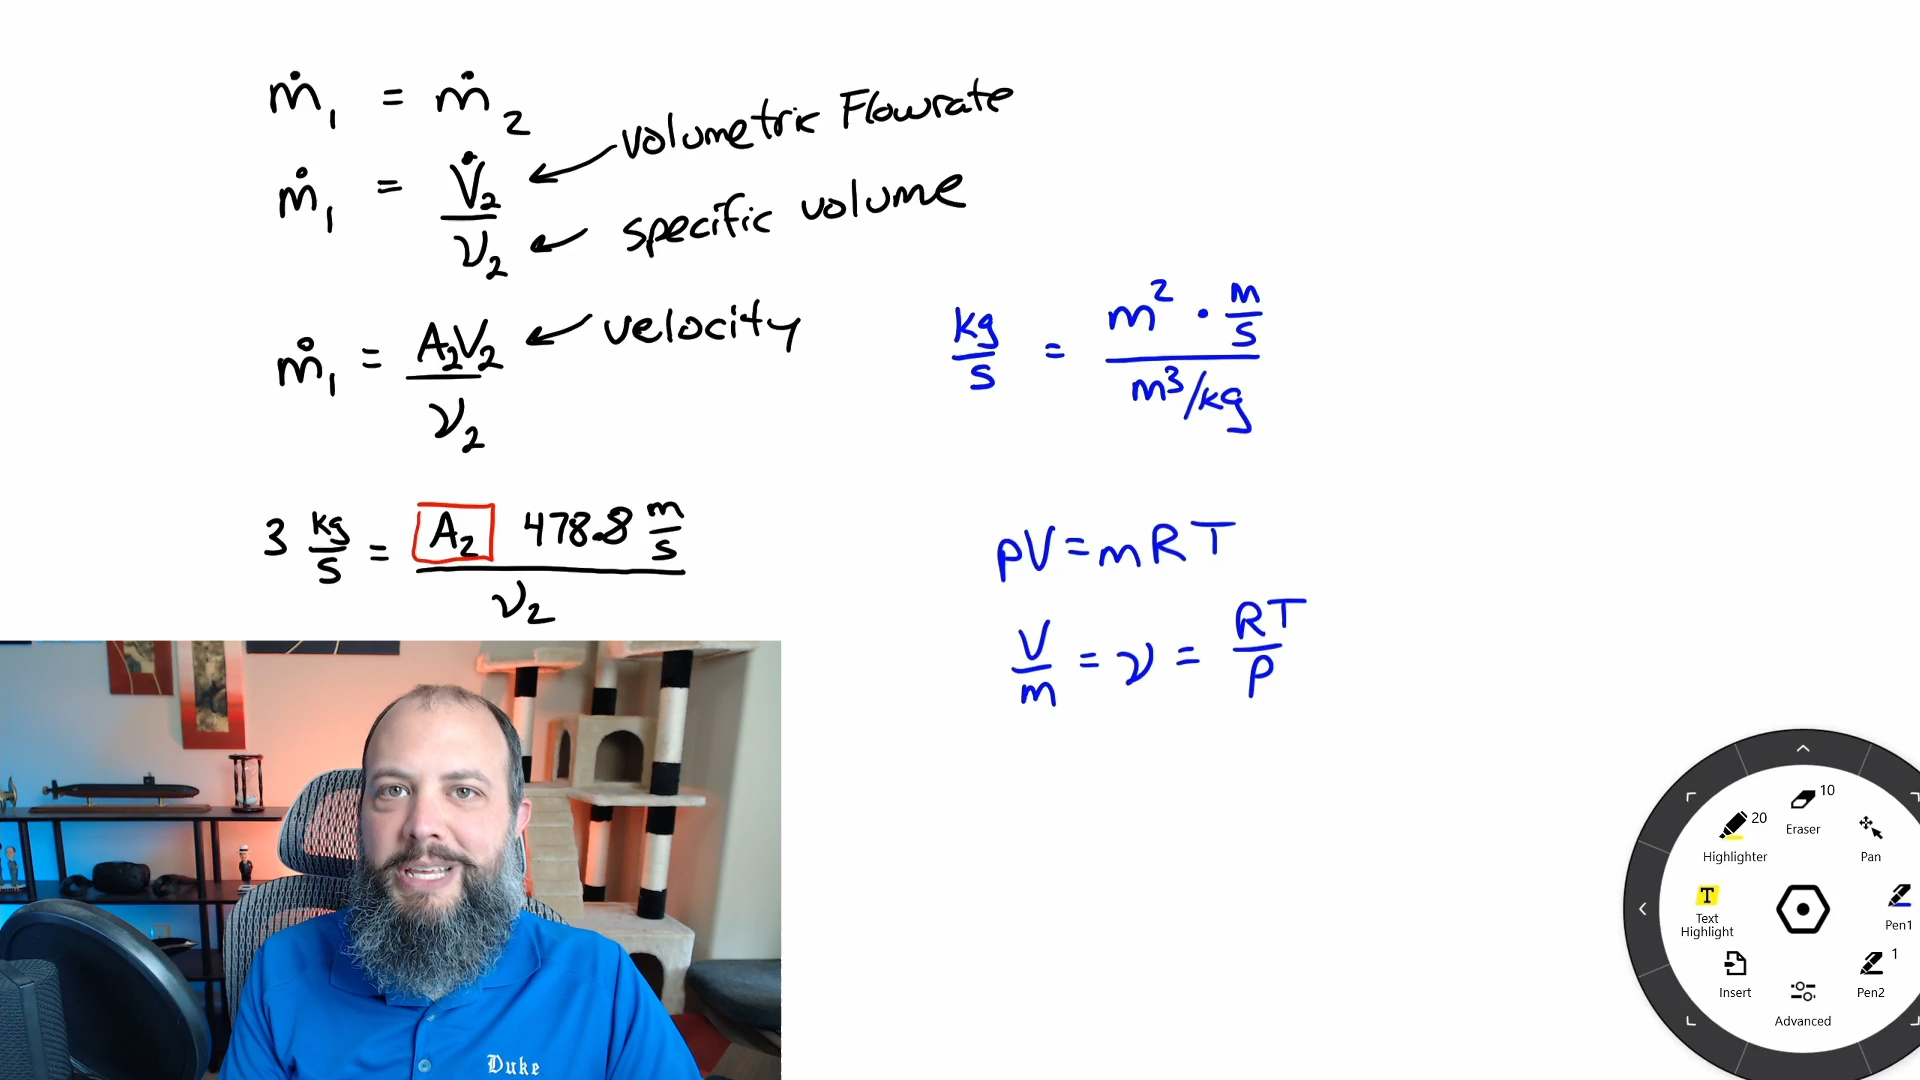 ṁ₁ = ṁ₂
volumetric Flowrate
ṁ₁ = V̇₂ / ν₂
specific volume
ṁ₁ = A₂V₂ / ν₂
velocity
kg/s = m² · m/s / m³/kg
3 kg/s = A₂ 478.8 m/s / ν₂
pV = mRT
V/m = ν = RT/P
Duke
10
Eraser
20
Highlighter
Pan
T
Text
Highlight
Pen1
Insert
1
Pen2
Advanced